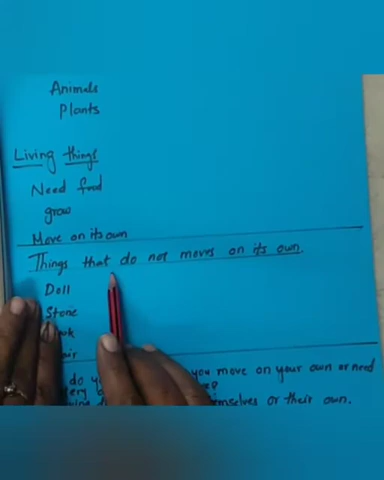 Animals
Plants
Living things
Need food
grow
Move on its own
Things that do not moves on its own.
Doll
Stone
do you move on your own or need
or their own.